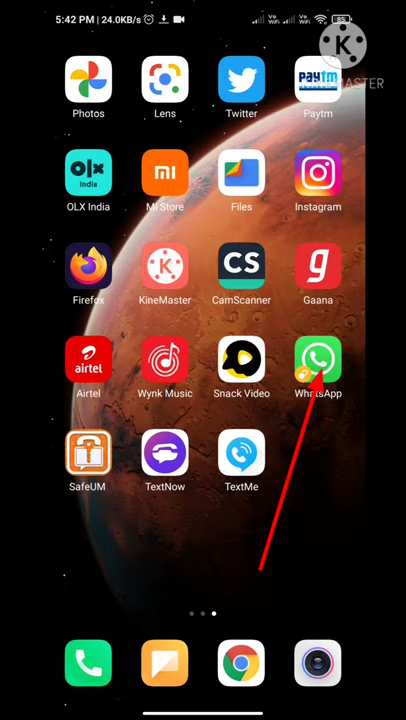 5:42 PM | 24.0KB/s
Vo WiFi
Vo WiFi
65
K
KINEMASTER
Photos
Lens
Twitter
paytm
Paytm
olx
India
OLX India
mi
Mi Store
Files
Instagram
Firefox
K
KineMaster
CS
CamScanner
g
Gaana
airtel
Airtel
Wynk Music
Snack Video
WhatsApp
SafeUM
TextNow
TextMe